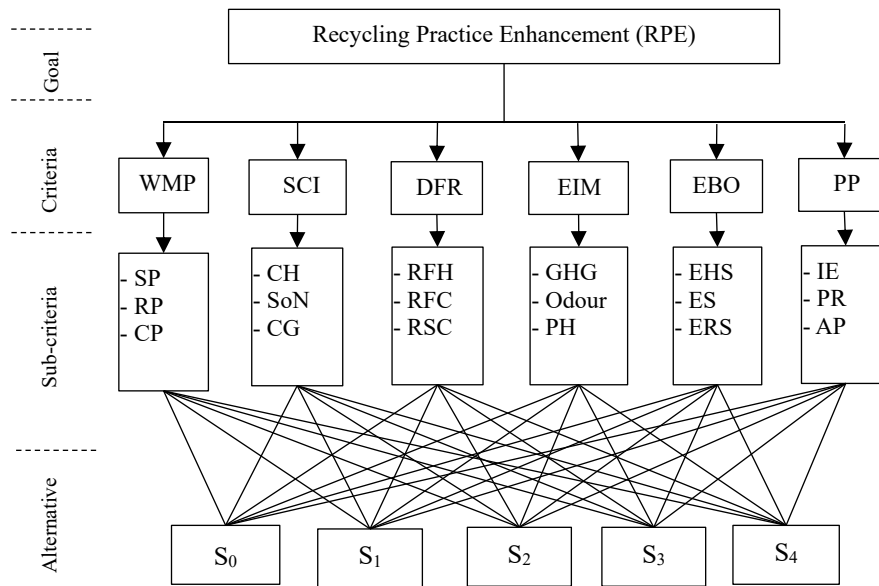 Recycling Practice Enhancement (RPE)
Goal
Criteria
WMP
SCI
DFR
EIM
EBO
PP
Sub-criteria
- SP
- RP
- CP
- CH
- SoN
- CG
- RFH
- RFC
- RSC
- GHG
- Odour
- PH
- EHS
- ES
- ERS
- IE
- PR
- AP
Alternative
S₀
S₁
S₂
S₃
S₄